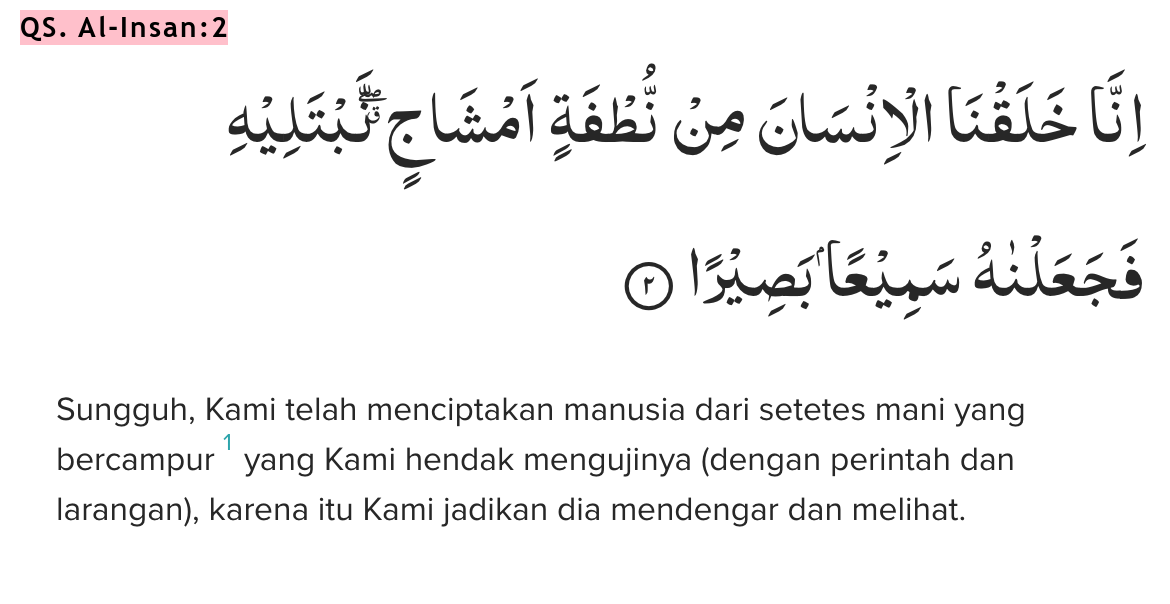 QS. Al-Insan:2
اِنَّا خَلَقْنَا الْاِنْسَانَ مِنْ نُّطْفَةٍ اَمْشَاجٍۖ نَّبْتَلِيْهِ
فَجَعَلْنٰهُ سَمِيْعًاۢ بَصِيْرًا ٢
Sungguh, Kami telah menciptakan manusia dari setetes mani yang
bercampur 1 yang Kami hendak mengujinya (dengan perintah dan
larangan), karena itu Kami jadikan dia mendengar dan melihat.